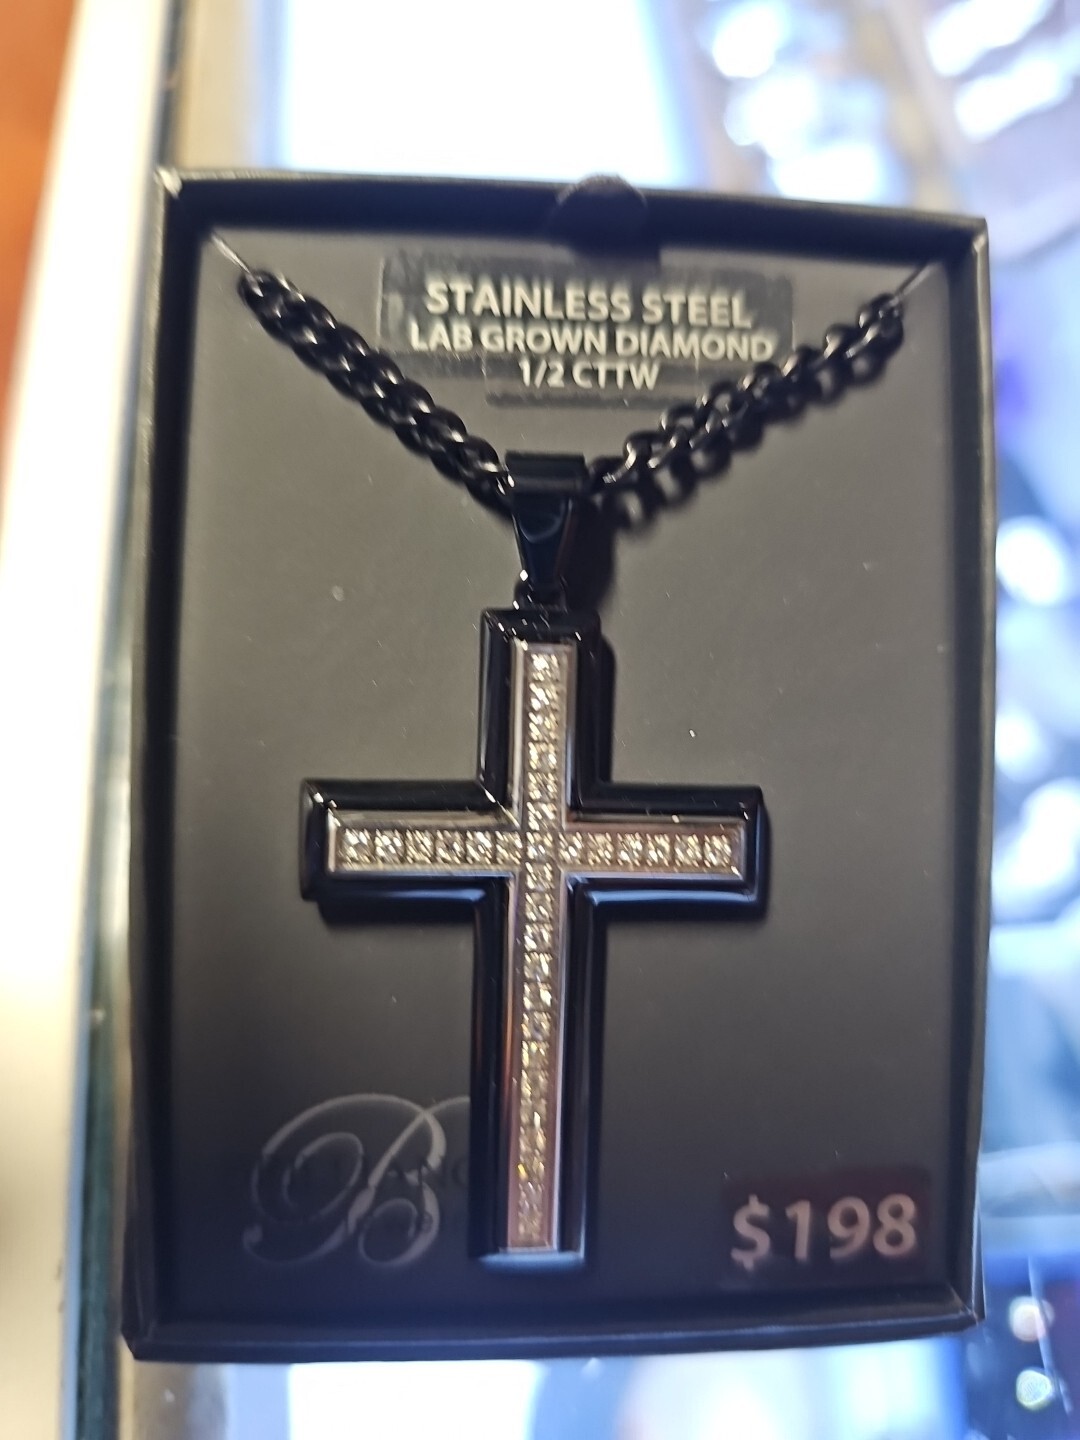 STAINLESS STEEL
LAB GROWN DIAMOND
1/2 CTTW
B
$198